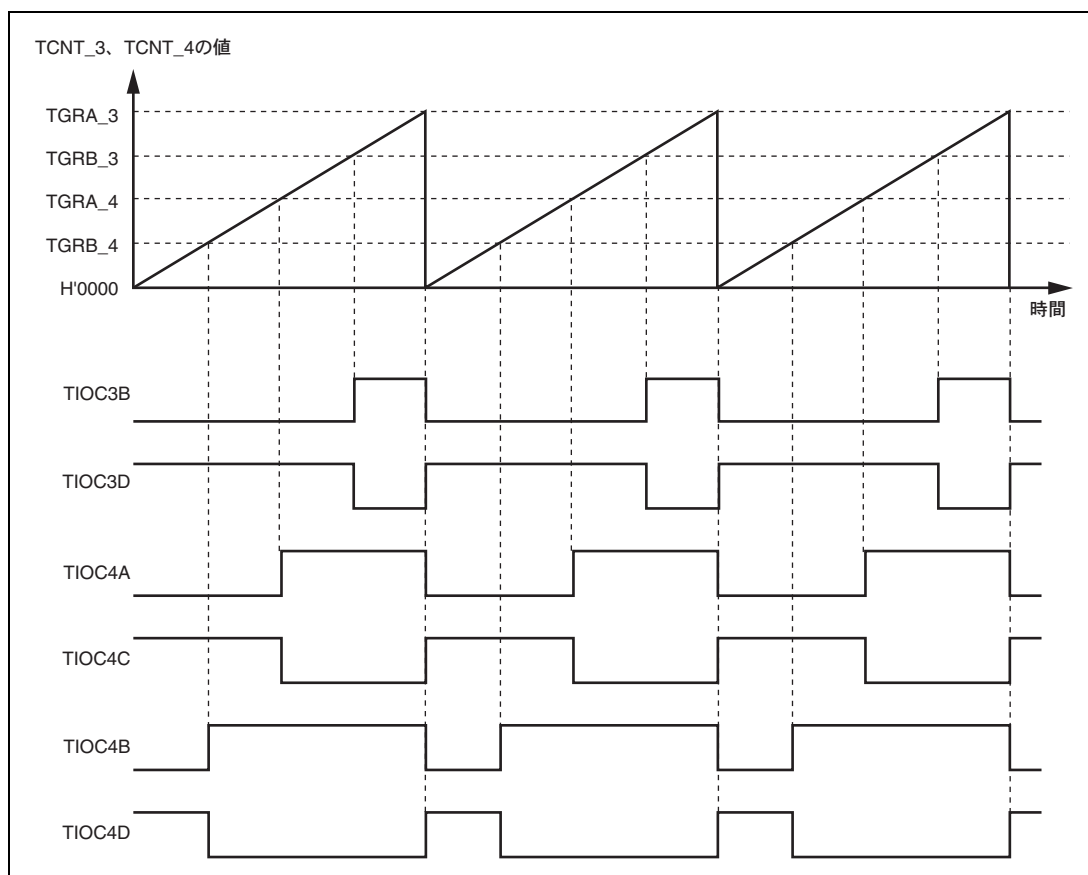 TCNT_3、TCNT_4の値
TGRA_3
TGRB_3
TGRA_4
TGRB_4
H'0000
時間
TIOC3B
TIOC3D
TIOC4A
TIOC4C
TIOC4B
TIOC4D